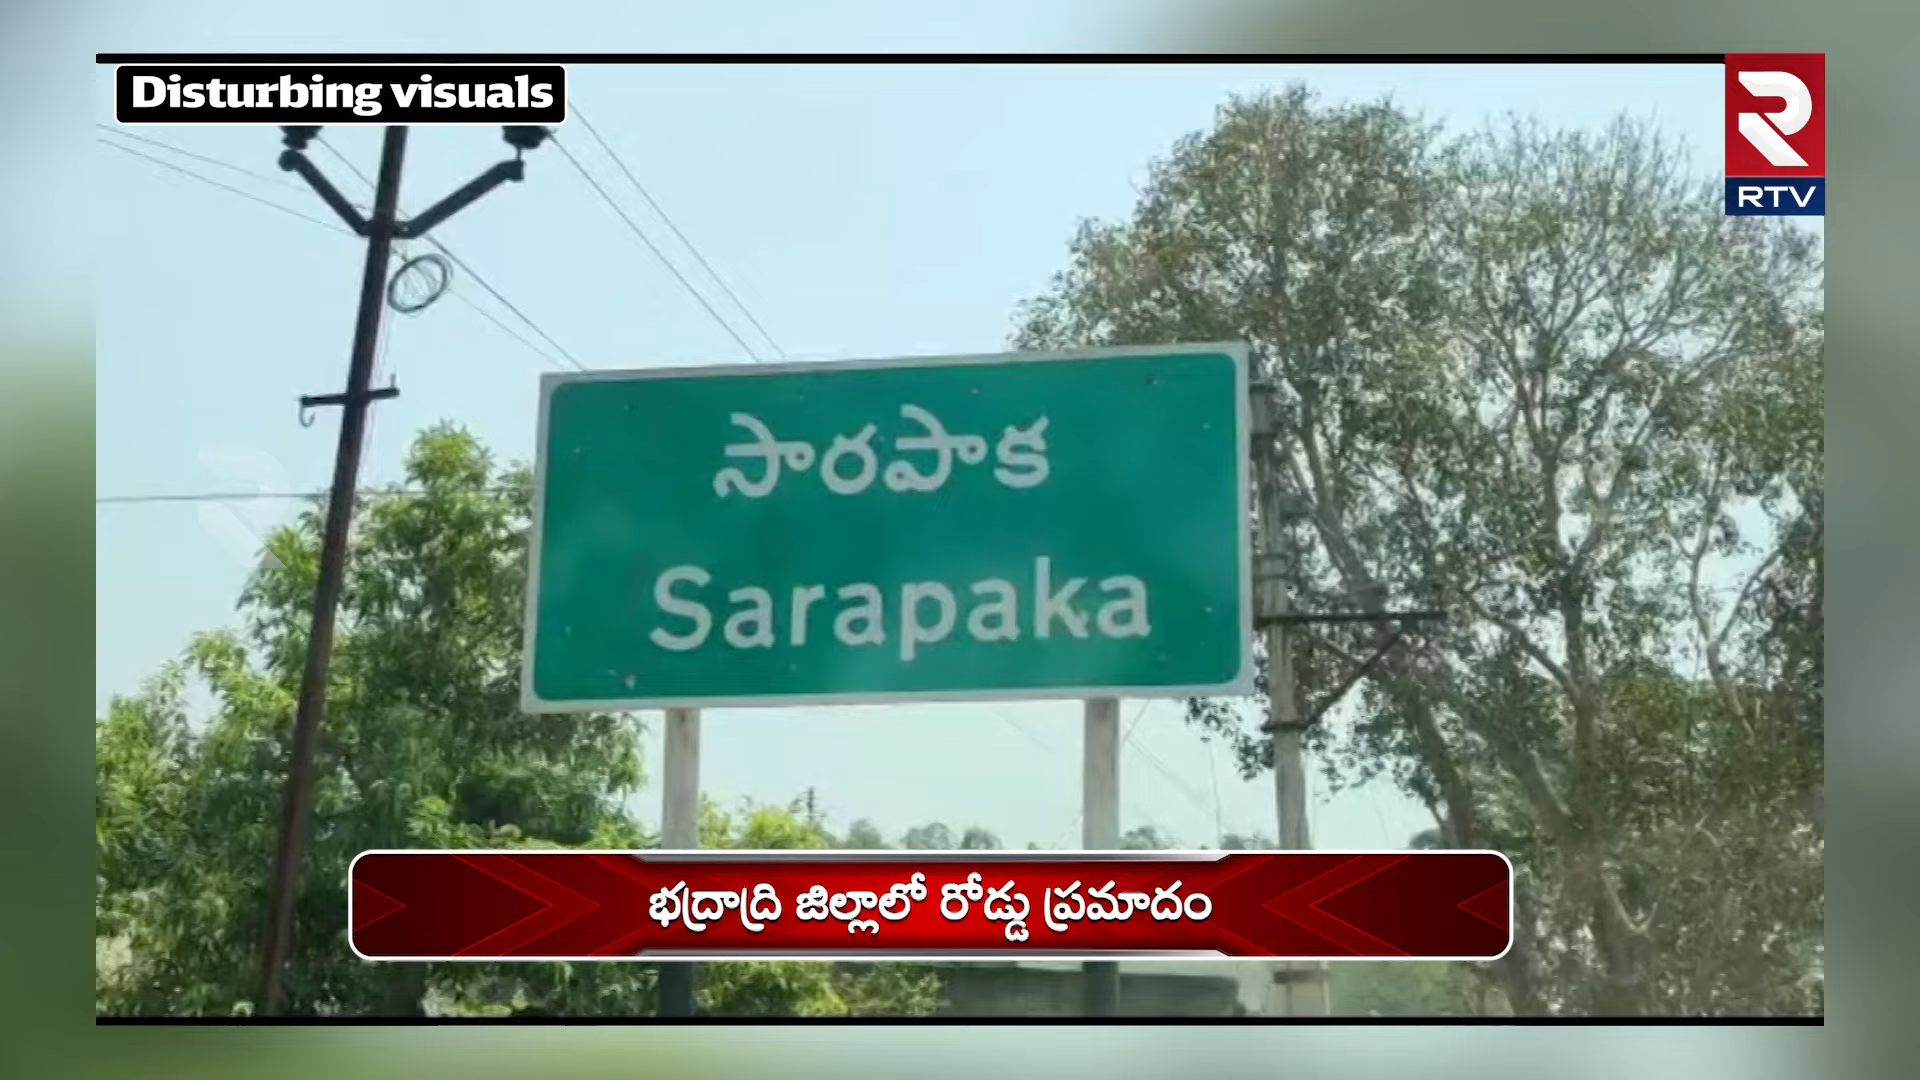 Disturbing visuals
RTV
సారపాక
Sarapaka
భద్రాద్రి జిల్లాలో రోడ్డు ప్రమాదం